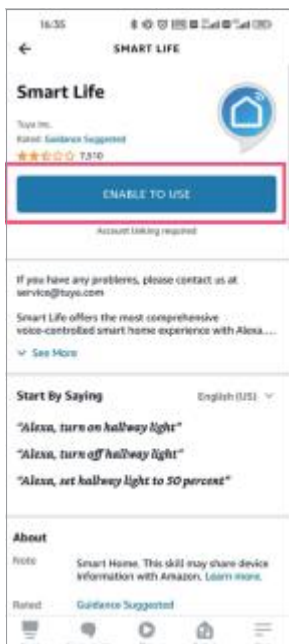 16:35
SMART LIFE
Smart Life
Tuya Inc.
Rated: Guidance Suggested
7,510
ENABLE TO USE
Account linking required
If you have any problems, please contact us at
service@tuya.com
Smart Life offers the most comprehensive
voice-controlled smart home experience with Alexa....
See More
Start By Saying
English (US)
"Alexa, turn on hallway light"
"Alexa, turn off hallway light"
"Alexa, set hallway light to 50 percent"
About
Note
Smart Home. This skill may share device
information with Amazon. Learn more.
Rated
Guidance Suggested